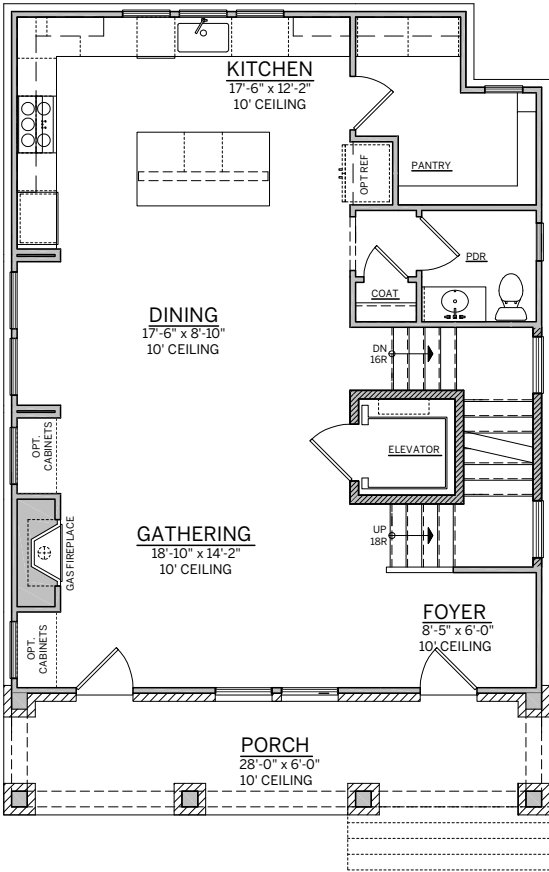 KITCHEN
17'-6" x 12'-2"
10' CEILING
PANTRY
OPT REF
PDR
COAT
DINING
17'-6" x 8'-10"
10' CEILING
DN
16R
OPT.
CABINETS
ELEVATOR
GAS FIREPLACE
GATHERING
18'-10" x 14'-2"
10' CEILING
UP
18R
FOYER
8'-5" x 6'-0"
10' CEILING
OPT.
CABINETS
PORCH
28'-0" x 6'-0"
10' CEILING